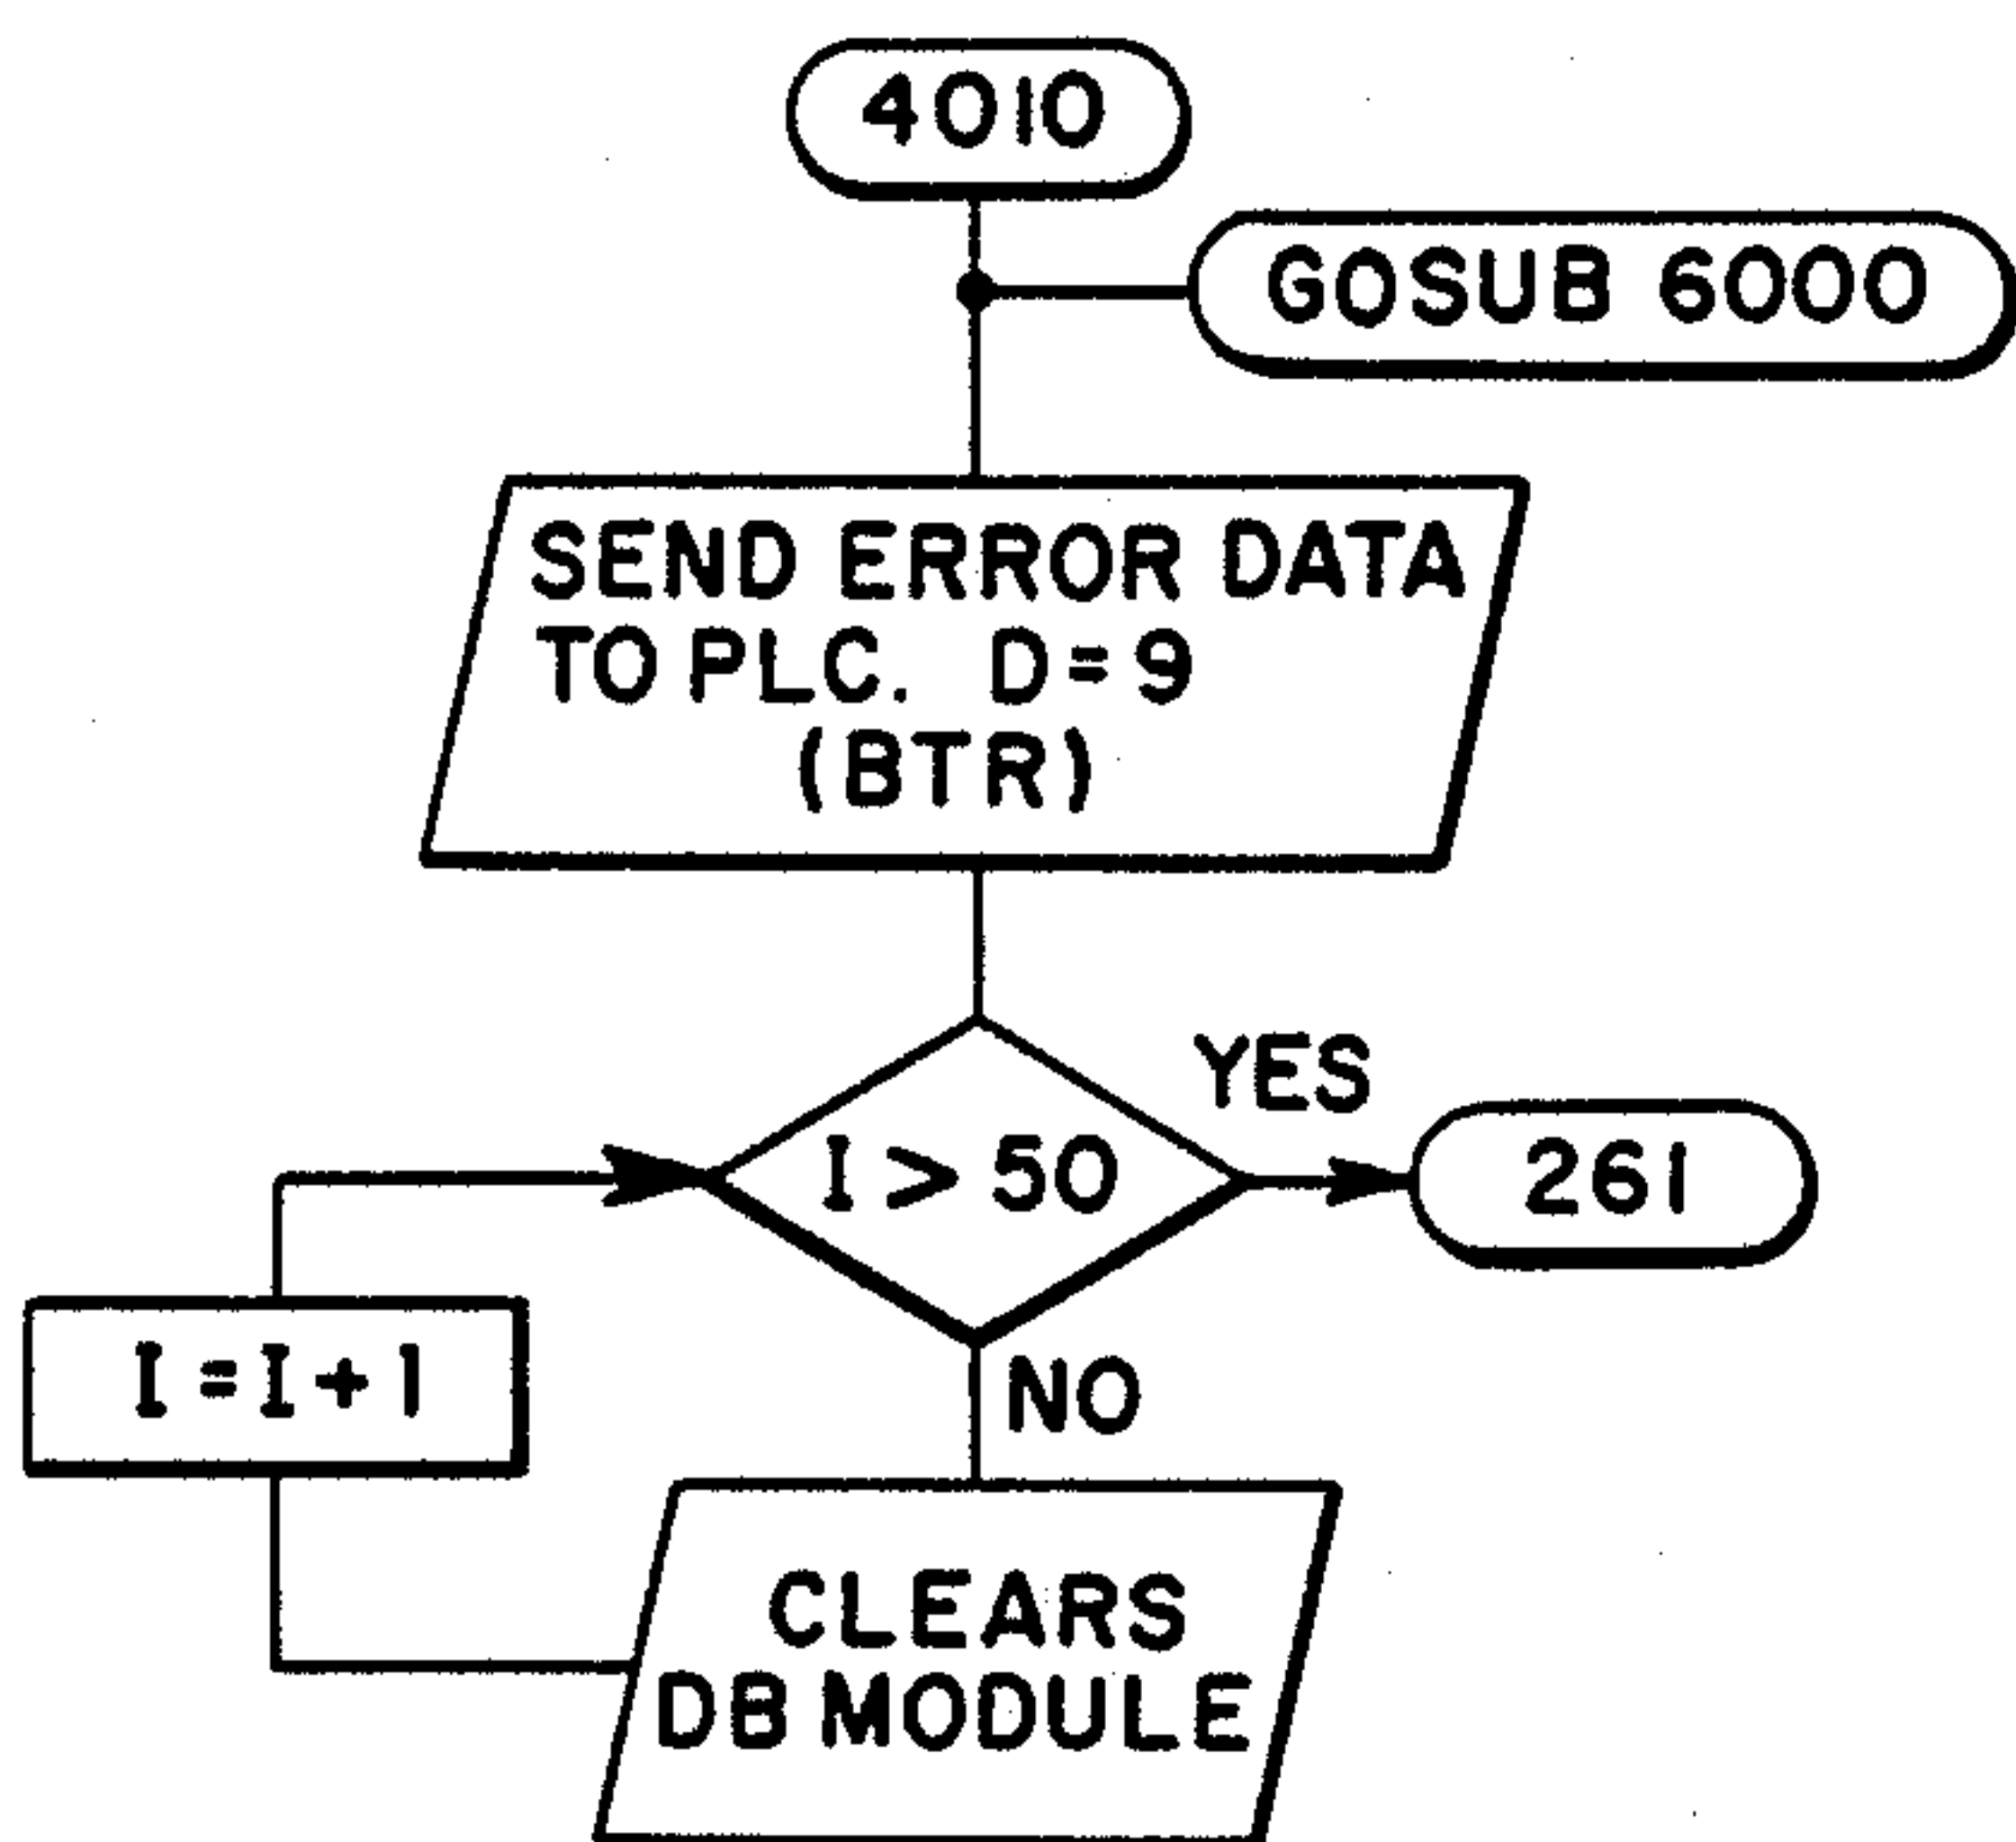 4010
GOSUB 6000
SEND ERROR DATA
TO PLC. D=9
(BTR)
YES
I > 50
261
I = I + 1
NO
CLEARS
DB MODULE